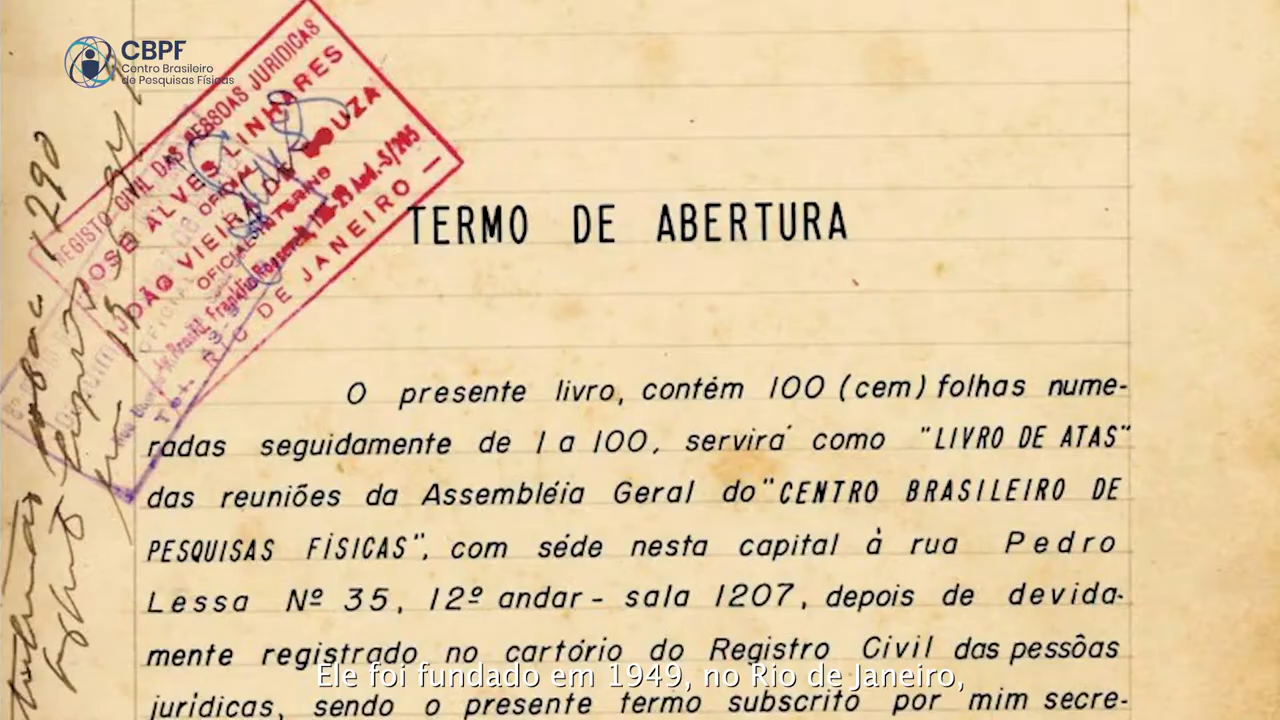 CBPF
Centro Brasileiro
de Pesquisas Físicas
REGISTO CIVIL DAS PESSOAS JURIDICAS
JOSE ALVES LINHARES
OFICIAL
JOÃO VIEIRA DE SOUZA
OFICIAL INTERINO
RIO DE JANEIRO
TERMO DE ABERTURA
O presente livro, contém 100 (cem) folhas nume-
radas seguidamente de 1 a 100, servirá como "LIVRO DE ATAS"
das reuniões da Assembléia Geral do "CENTRO BRASILEIRO DE
PESQUISAS FÍSICAS", com séde nesta capital à rua Pedro
Lessa Nº 35, 12º andar - sala 1207, depois de devida-
mente registrado no cartório do Registro Civil das pessôas
jurídicas, sendo o presente termo subscrito por mim secre-
Ele foi fundado em 1949, no Rio de Janeiro,